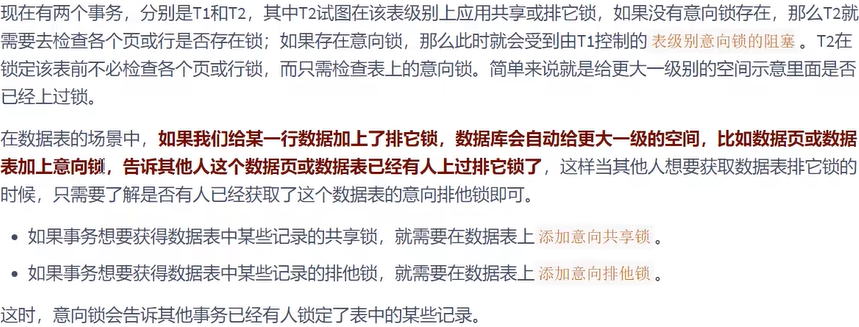 现在有两个事务，分别是T1和T2，其中T2试图在该表级别上应用共享或排它锁，如果没有意向锁存在，那么T2就
需要去检查各个页或行是否存在锁；如果存在意向锁，那么此时就会受到由T1控制的 表级别意向锁的阻塞 。T2在
锁定该表前不必检查各个页或行锁，而只需检查表上的意向锁。简单来说就是给更大一级别的空间示意里面是否
已经上过锁。
在数据表的场景中，如果我们给某一行数据加上了排它锁，数据库会自动给更大一级的空间，比如数据页或数据
表加上意向锁，告诉其他人这个数据页或数据表已经有人上过排它锁了，这样当其他人想要获取数据表排它锁的
时候，只需要了解是否有人已经获取了这个数据表的意向排他锁即可。
• 如果事务想要获得数据表中某些记录的共享锁，就需要在数据表上 添加意向共享锁 。
• 如果事务想要获得数据表中某些记录的排他锁，就需要在数据表上 添加意向排他锁 。
这时，意向锁会告诉其他事务已经有人锁定了表中的某些记录。